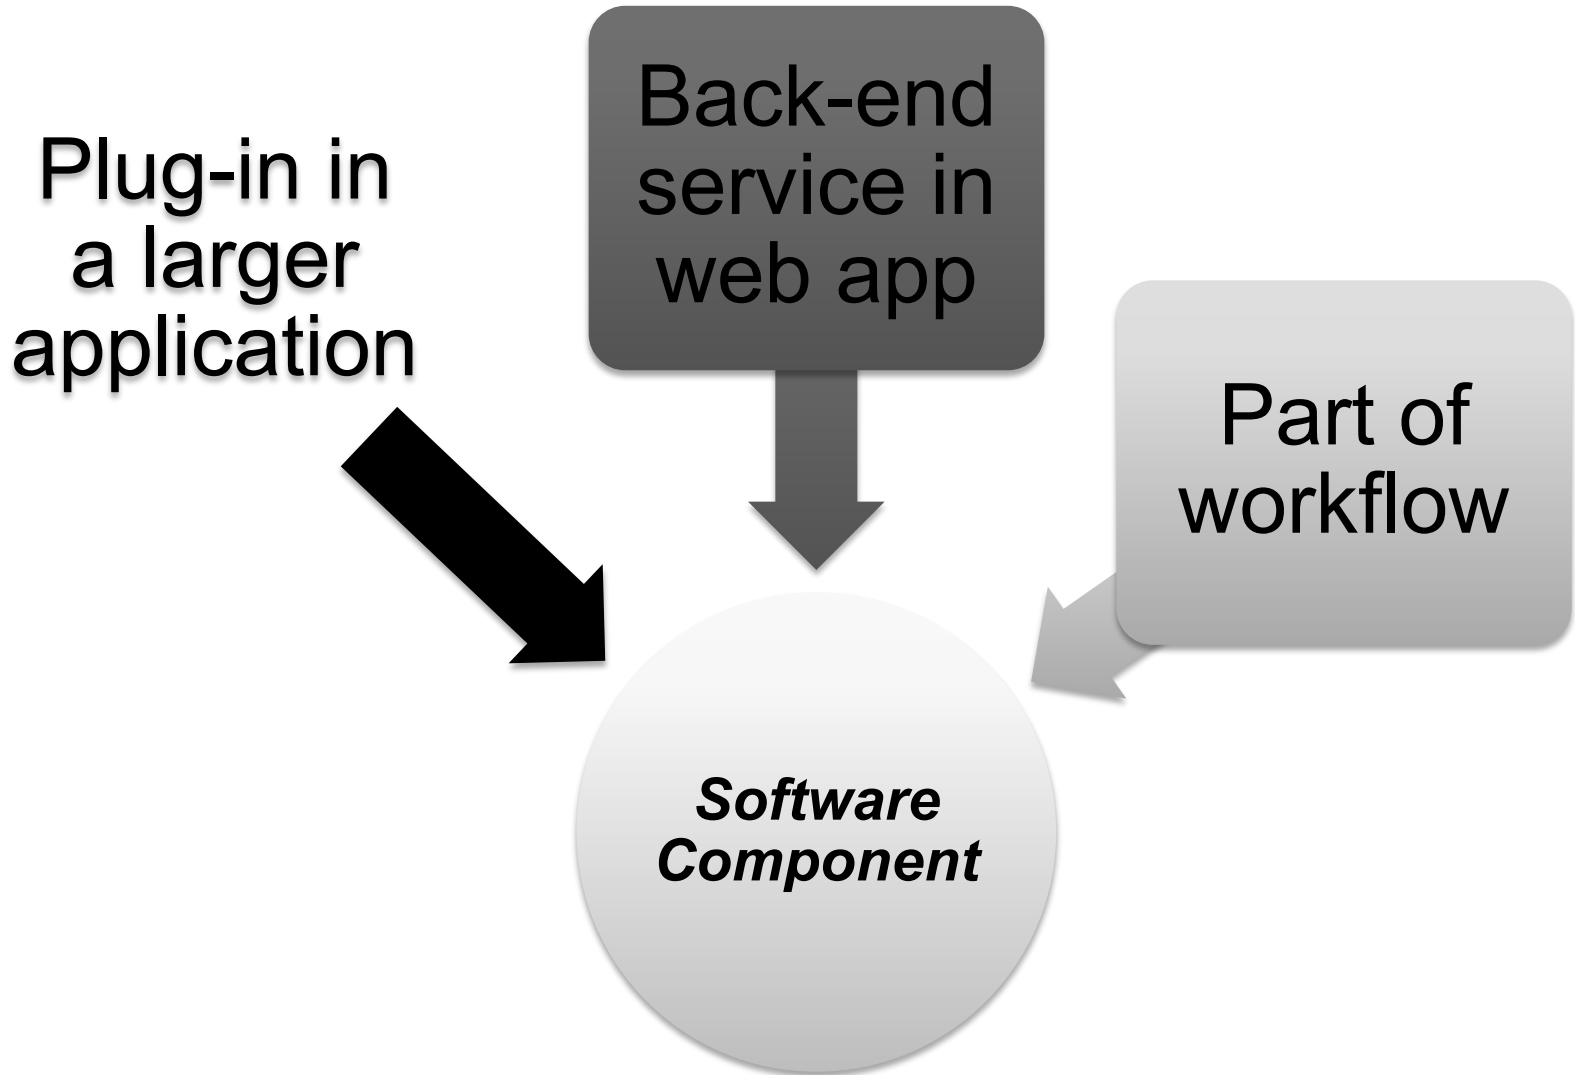 Plug-in in
a larger
application
Back-end
service in
web app
Part of
workflow
Software
Component